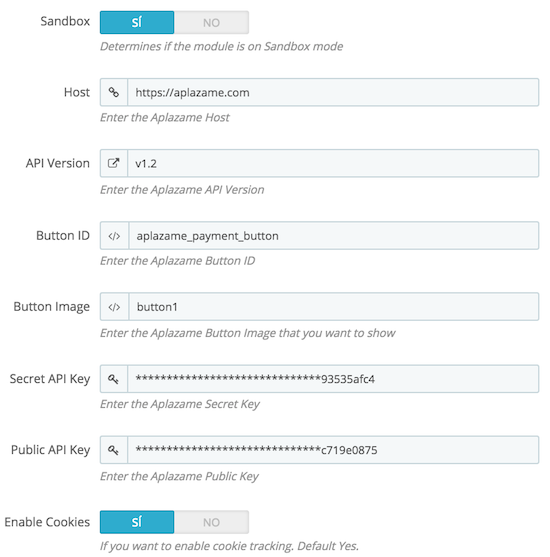 Sandbox SÍ NO
Determines if the module is on Sandbox mode
Host https://aplazame.com
Enter the Aplazame Host
API Version v1.2
Enter the Aplazame API Version
Button ID </> aplazame_payment_button
Enter the Aplazame Button ID
Button Image </> button1
Enter the Aplazame Button Image that you want to show
Secret API Key ******************************93535afc4
Enter the Aplazame Secret Key
Public API Key ******************************c719e0875
Enter the Aplazame Public Key
Enable Cookies SÍ NO
If you want to enable cookie tracking. Default Yes.